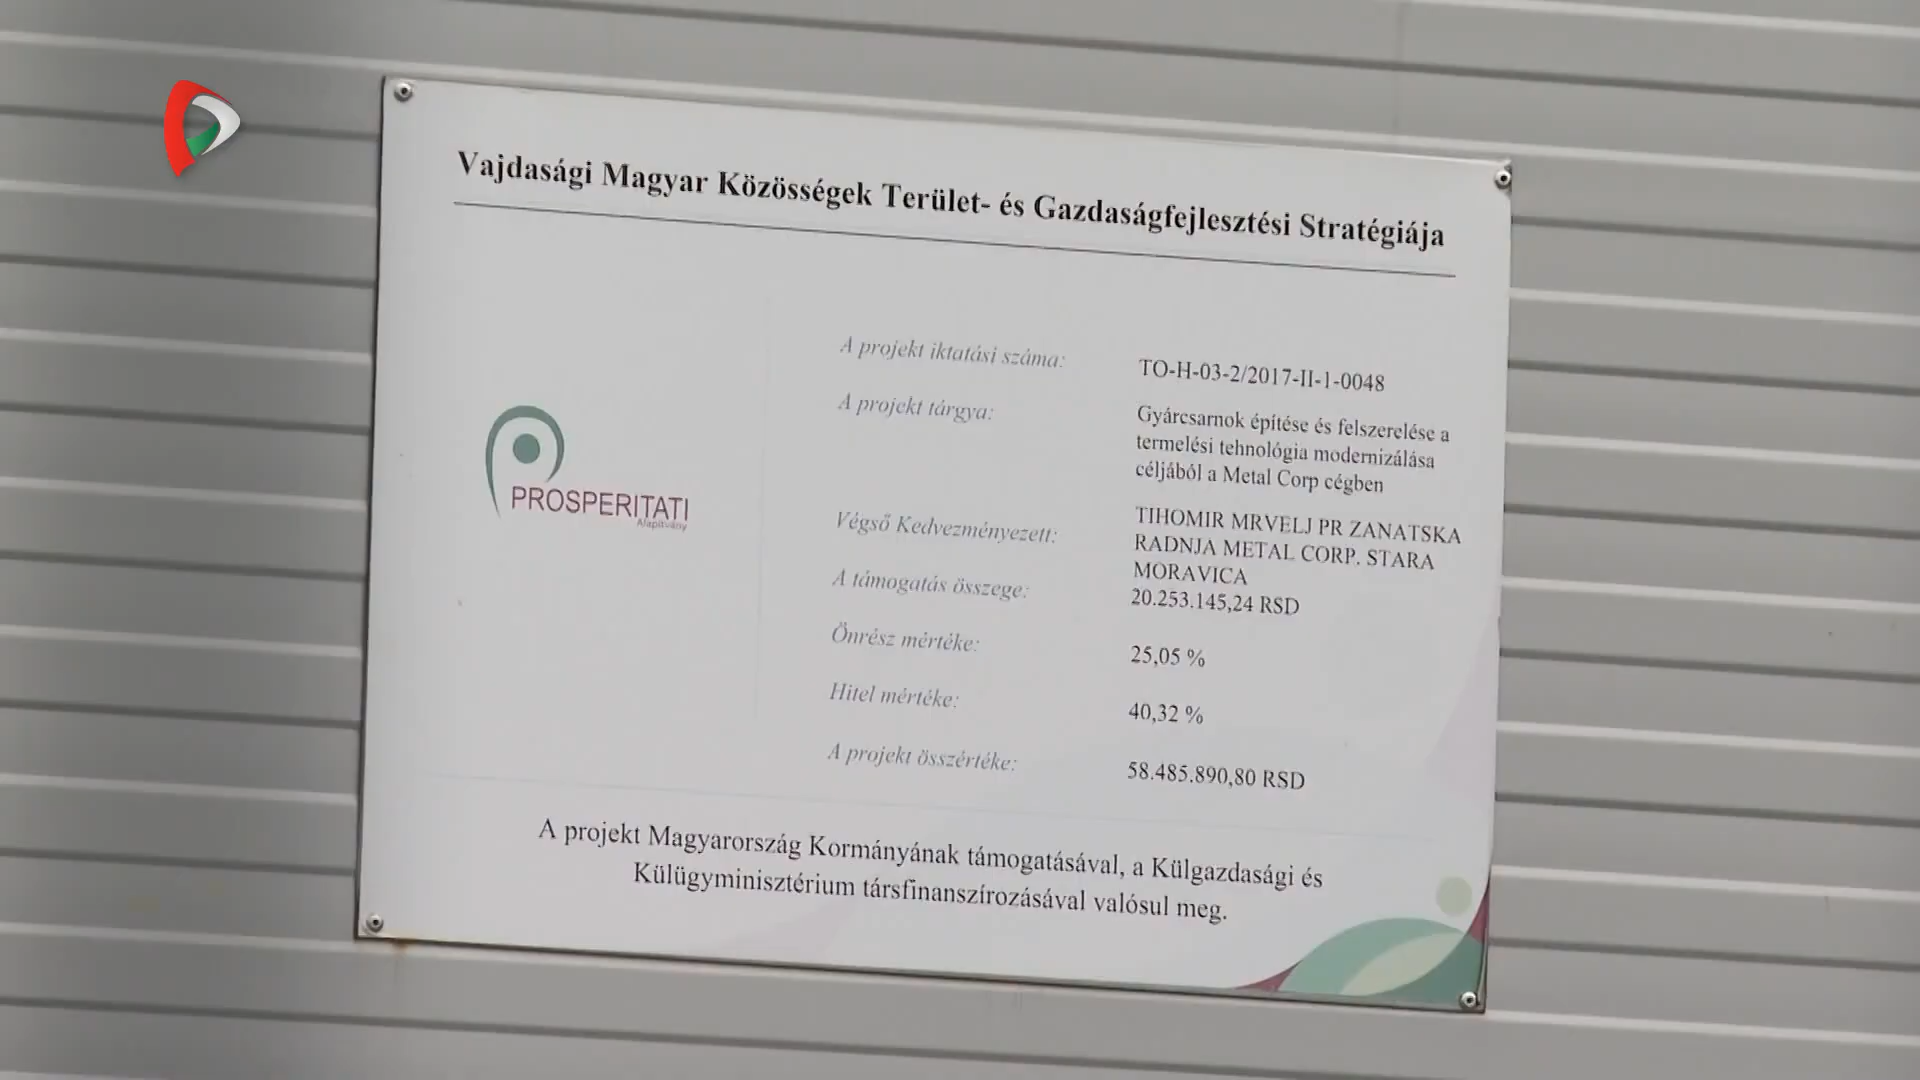 Vajdasági Magyar Közösségek Terület- és Gazdaságfejlesztési Stratégiája
PROSPERITATI
Alapítvány
A projekt iktatási száma:
TO-H-03-2/2017-II-1-0048
A projekt tárgya:
Gyárcsarnok építése és felszerelése a
termelési tehnológia modernizálása
céljából a Metal Corp cégben
Végső Kedvezményezett:
TIHOMIR MRVELJ PR ZANATSKA
RADNJA METAL CORP. STARA
MORAVICA
A támogatás összege:
20.253.145,24 RSD
Önrész mértéke:
25,05 %
Hitel mértéke:
40,32 %
A projekt összértéke:
58.485.890,80 RSD
A projekt Magyarország Kormányának támogatásával, a Külgazdasági és
Külügyminisztérium társfinanszírozásával valósul meg.